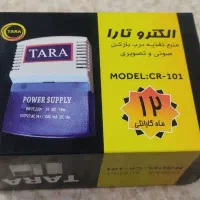 TARA
TARA
POWER SUPPLY
الکترو تارا
منبع تغذیه درب بازکن
صوتی و تصویری
MODEL:CR-101
۱۲
ماه گارانتی
TARA